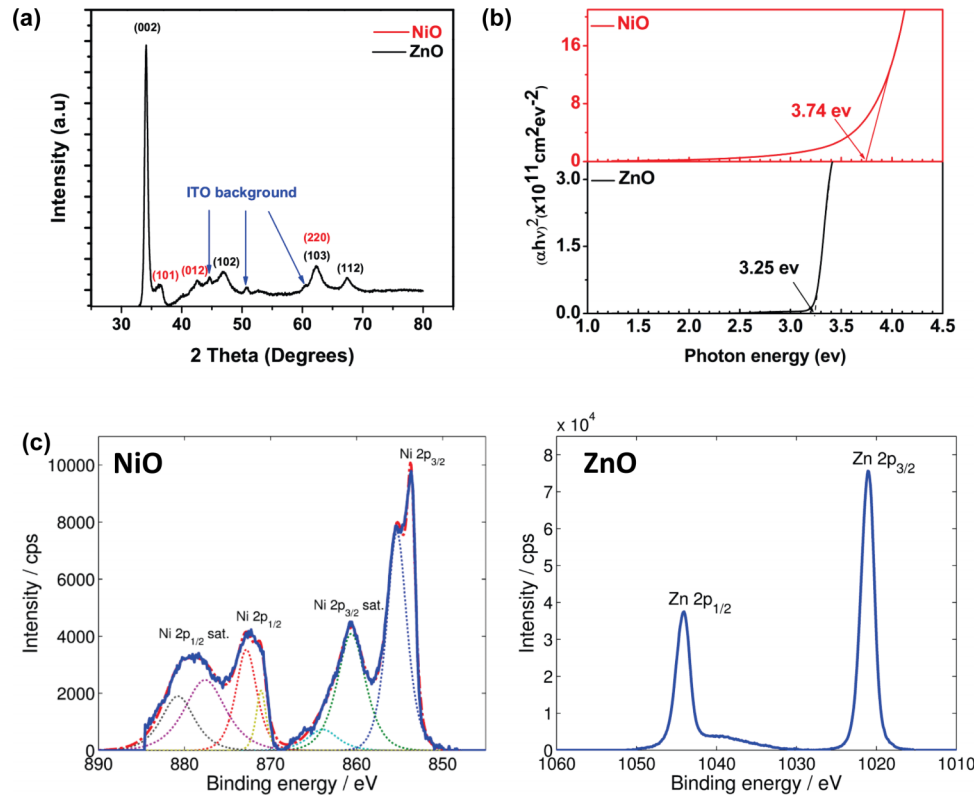 (a)
(002)
NiO
ZnO
ITO background
(101)
(012)
(102)
(220)
(103)
(112)
Intensity (a.u)
30 40 50 60 70 80
2 Theta (Degrees)
(b)
NiO
3.74 ev
20
16
12
8
4
0
ZnO
3.25 ev
3.0
1.5
0.0
(αhν)²(x10¹¹cm²ev⁻²)
1.0 1.5 2.0 2.5 3.0 3.5 4.0 4.5
Photon energy (ev)
(c)
NiO
Ni 2p3/2
Ni 2p3/2 sat.
Ni 2p1/2
Ni 2p1/2 sat.
10000
8000
6000
4000
2000
0
Intensity / cps
890 880 870 860 850
Binding energy / eV
x 10⁴
ZnO
Zn 2p3/2
Zn 2p1/2
8
7
6
5
4
3
2
1
0
Intensity / cps
1060 1050 1040 1030 1020 1010
Binding energy / eV